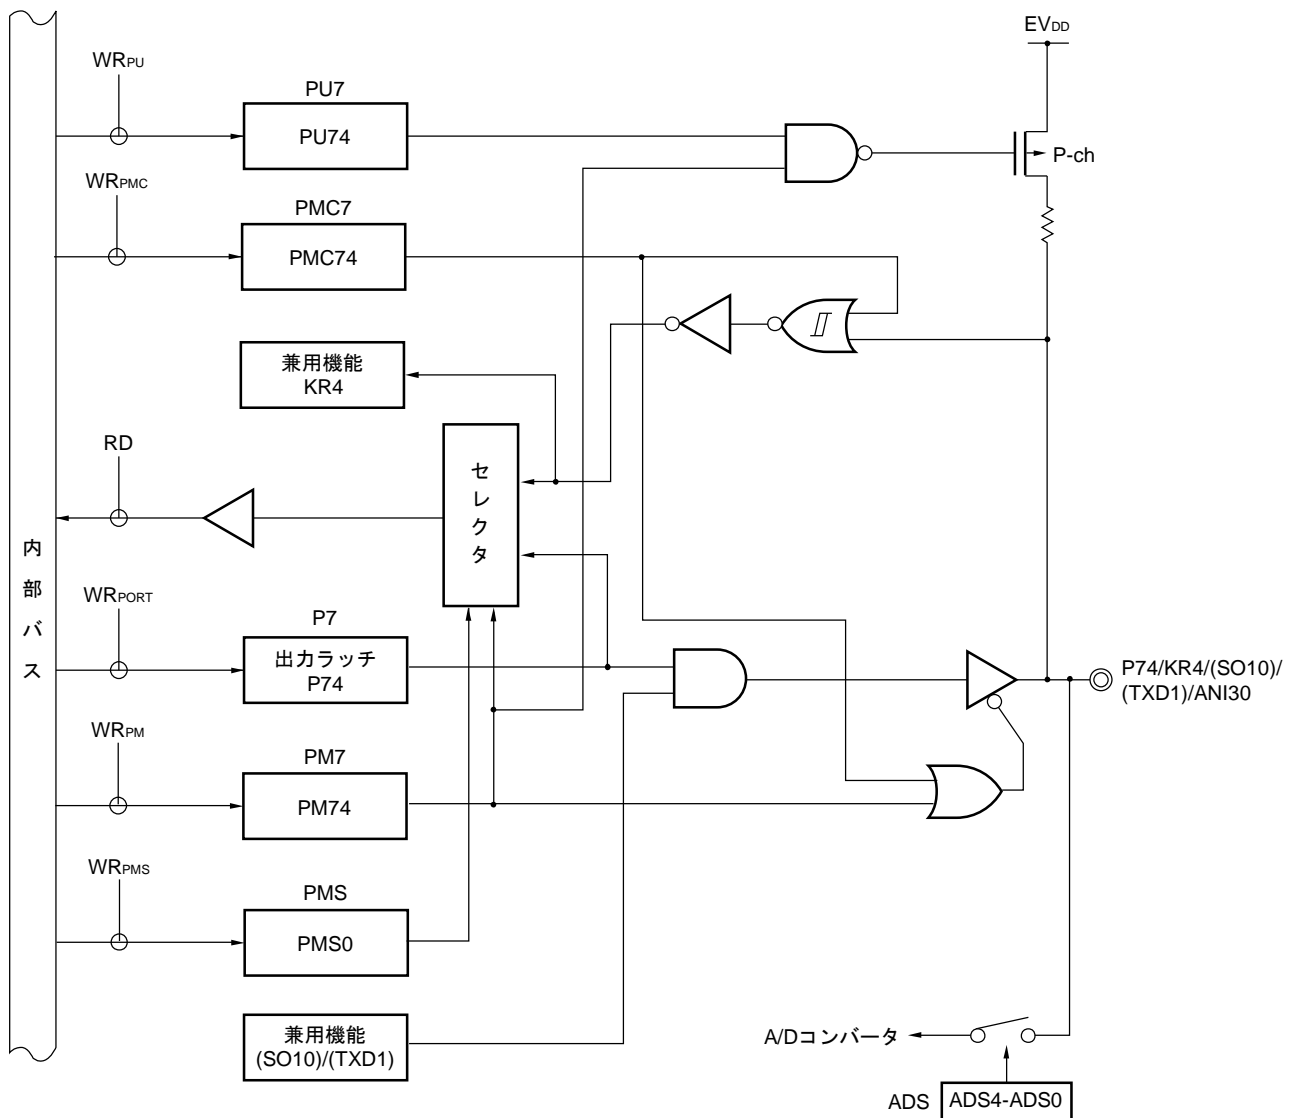 EVDD
WRPU
PU7
PU74
P-ch
WRPMC
PMC7
PMC74
兼用機能
KR4
RD
セレクタ
内部バス
WRPORT
P7
出力ラッチ
P74
P74/KR4/(SO10)/
(TXD1)/ANI30
WRPM
PM7
PM74
WRPMS
PMS
PMS0
兼用機能
(SO10)/(TXD1)
A/Dコンバータ
ADS
ADS4-ADS0